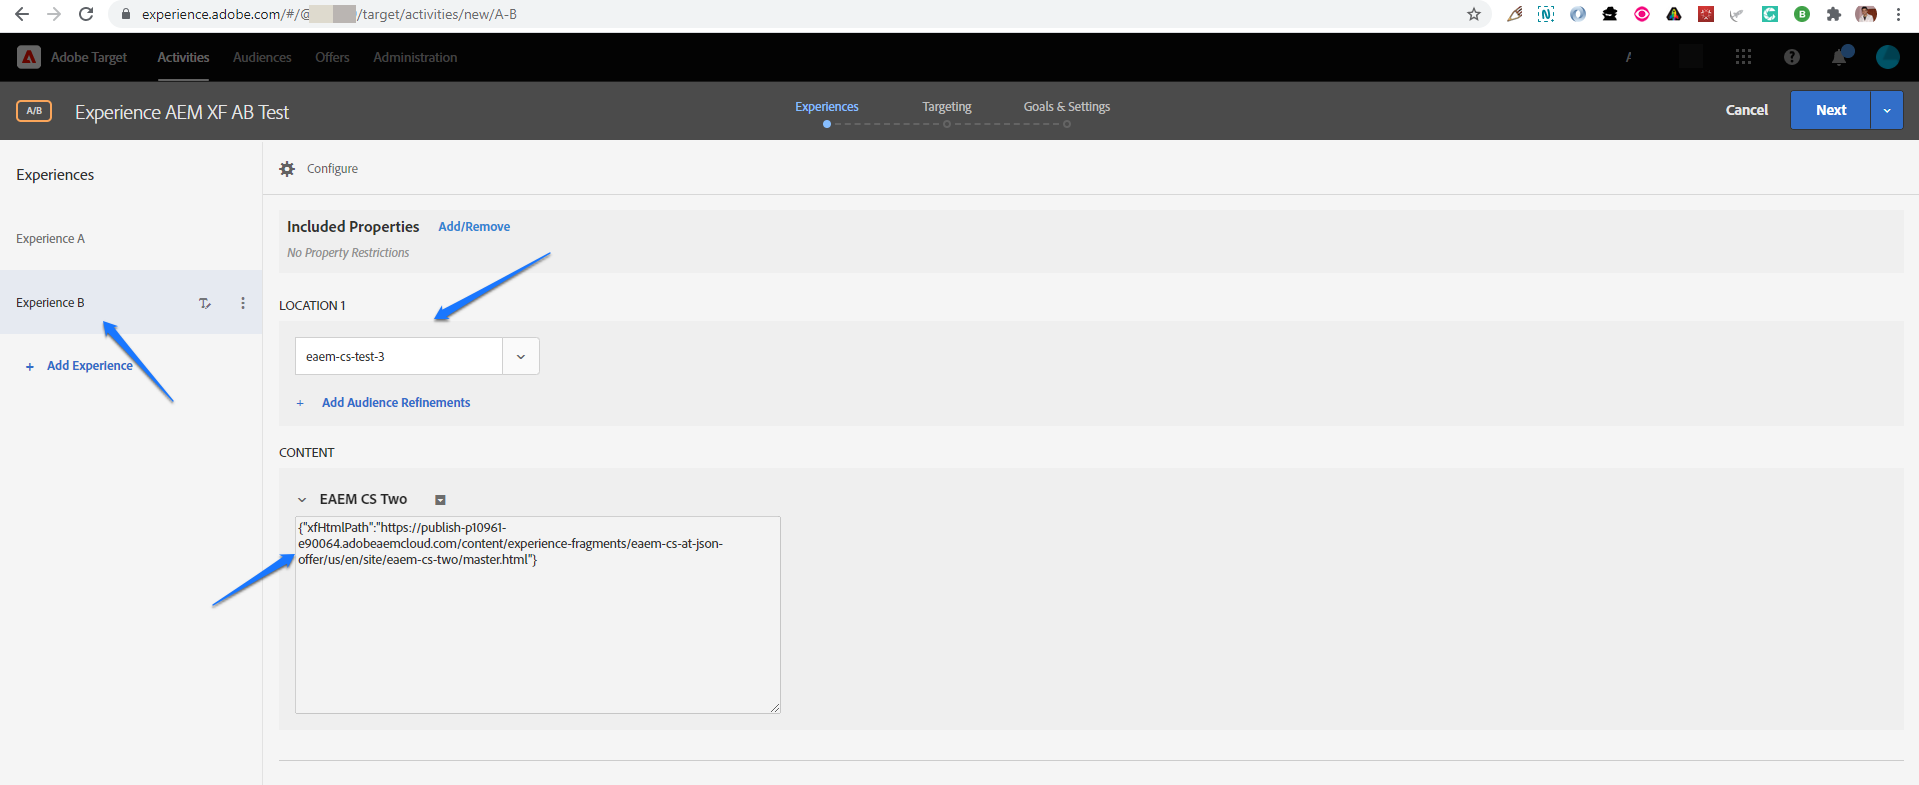 experience.adobe.com/#/@ /target/activities/new/A-B
Adobe Target Activities Audiences Offers Administration
A/B Experience AEM XF AB Test Experiences Targeting Goals & Settings Cancel Next
Experiences
Configure
Included Properties Add/Remove
No Property Restrictions
Experience A
Experience B
+ Add Experience
LOCATION 1
eaem-cs-test-3
+ Add Audience Refinements
CONTENT
EAEM CS Two
{"xfHtmlPath":"https://publish-p10961-
e90064.adobeaemcloud.com/content/experience-fragments/eaem-cs-at-json-
offer/us/en/site/eaem-cs-two/master.html"}